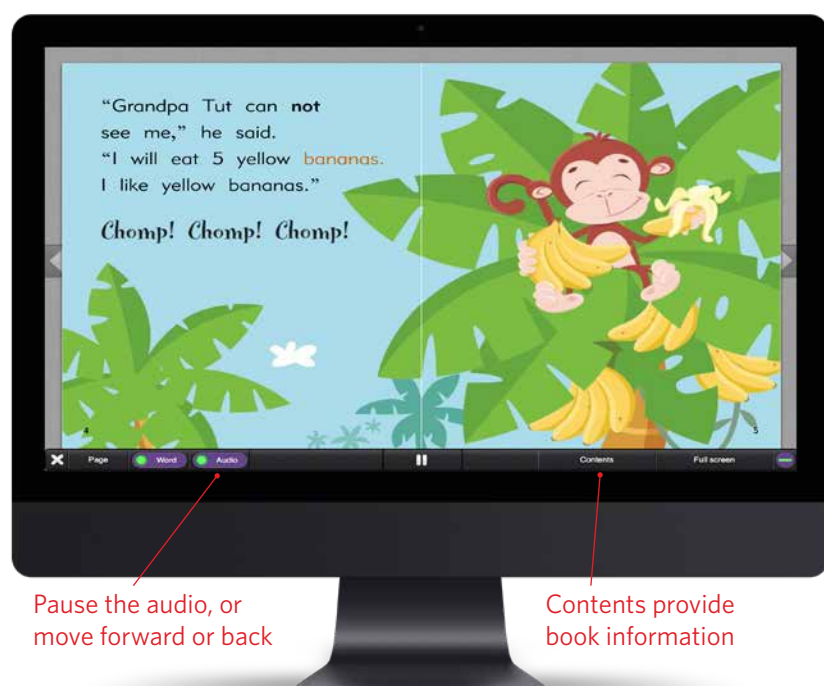 “Grandpa Tut can not
see me,” he said.
“I will eat 5 yellow bananas.
I like yellow bananas.”
Chomp! Chomp! Chomp!
4
5
Page
Word
Audio
Contents
Full screen
Pause the audio, or
move forward or back
Contents provide
book information